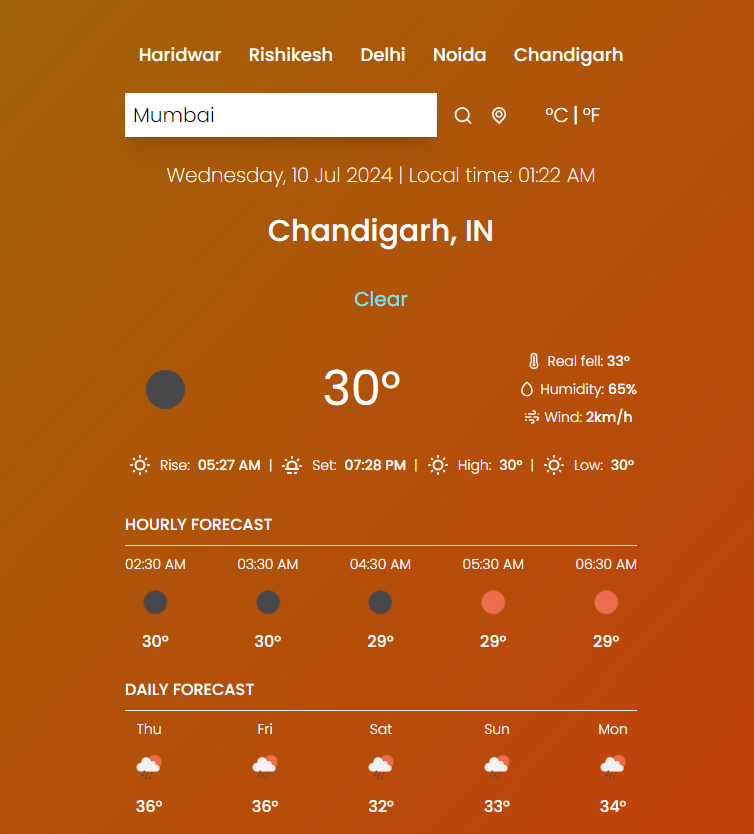 Haridwar Rishikesh Delhi Noida Chandigarh
Mumbai °C | °F
Wednesday, 10 Jul 2024 | Local time: 01:22 AM
Chandigarh, IN
Clear
30°
Real fell: 33°
Humidity: 65%
Wind: 2km/h
Rise: 05:27 AM | Set: 07:28 PM | High: 30° | Low: 30°
HOURLY FORECAST
02:30 AM 03:30 AM 04:30 AM 05:30 AM 06:30 AM
30° 30° 29° 29° 29°
DAILY FORECAST
Thu Fri Sat Sun Mon
36° 36° 32° 33° 34°